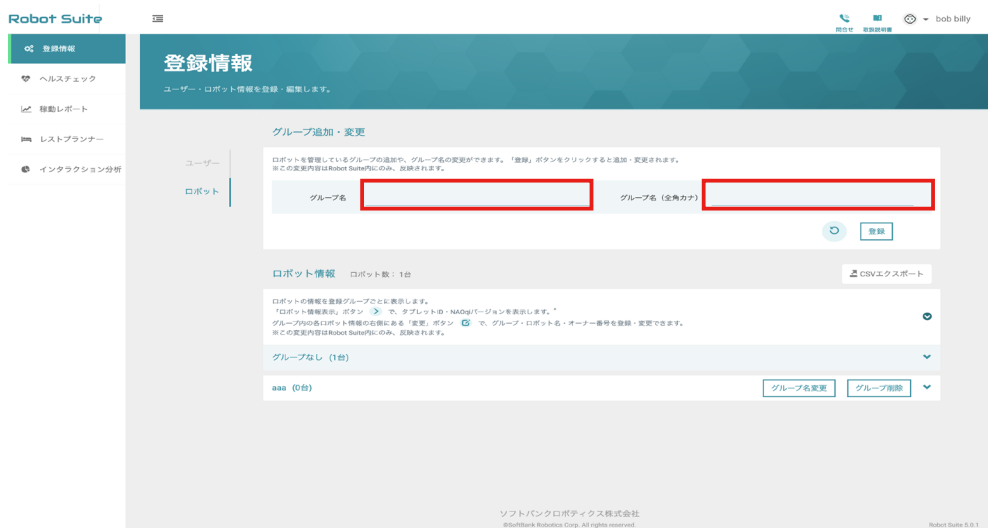 Robot Suite
問合せ
取扱説明書
bob billy
登録情報
ヘルスチェック
稼動レポート
レストプランナー
インタラクション分析
登録情報
ユーザー・ロボット情報を登録・編集します。
ユーザー
ロボット
グループ追加・変更
ロボットを管理しているグループの追加や、グループ名の変更ができます。「登録」ボタンをクリックすると追加・変更されます。
※この変更内容はRobot Suite内にのみ、反映されます。
グループ名
グループ名（全角カナ）
登録
ロボット情報 ロボット数： 1台
CSVエクスポート
ロボットの情報を登録グループごとに表示します。
「ロボット情報表示」ボタン で、タブレットID・NAOqiバージョンを表示します。*
グループ内の各ロボット情報の右側にある「変更」ボタン で、グループ・ロボット名・オーナー番号を登録・変更できます。
※この変更内容はRobot Suite内にのみ、反映されます。
グループなし (1台)
aaa (0台)
グループ名変更
グループ削除
ソフトバンクロボティクス株式会社
©SoftBank Robotics Corp. All rights reserved.
Robot Suite 5.0.1